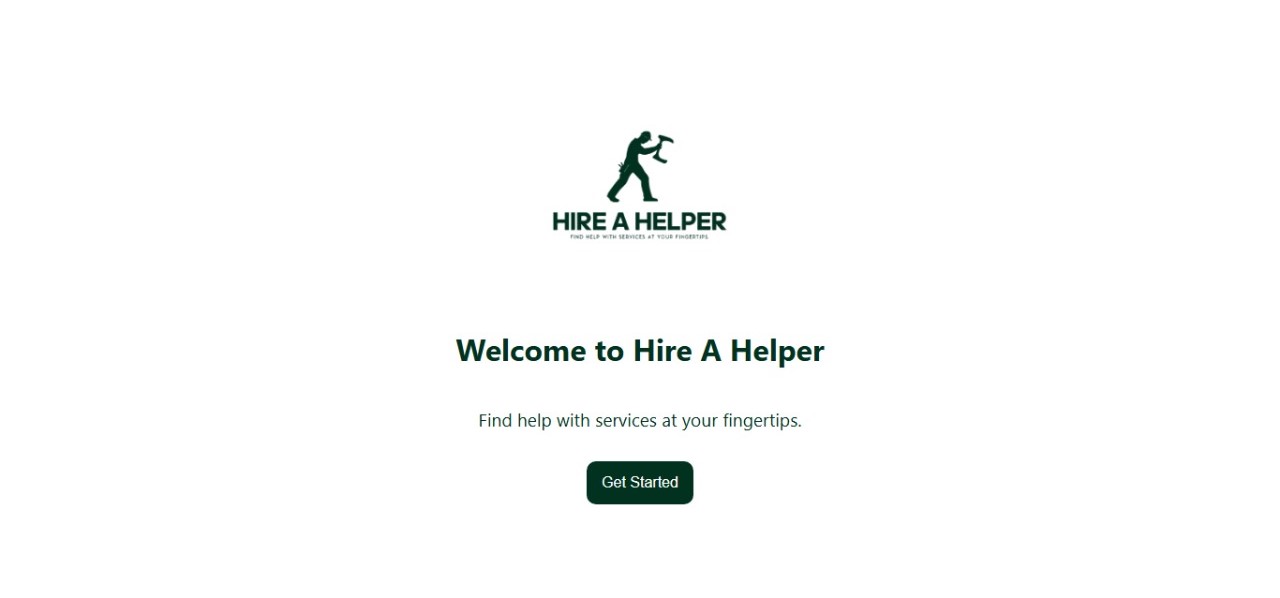 HIRE A HELPER
FIND HELP WITH SERVICES AT YOUR FINGERTIPS.
Welcome to Hire A Helper
Find help with services at your fingertips.
Get Started